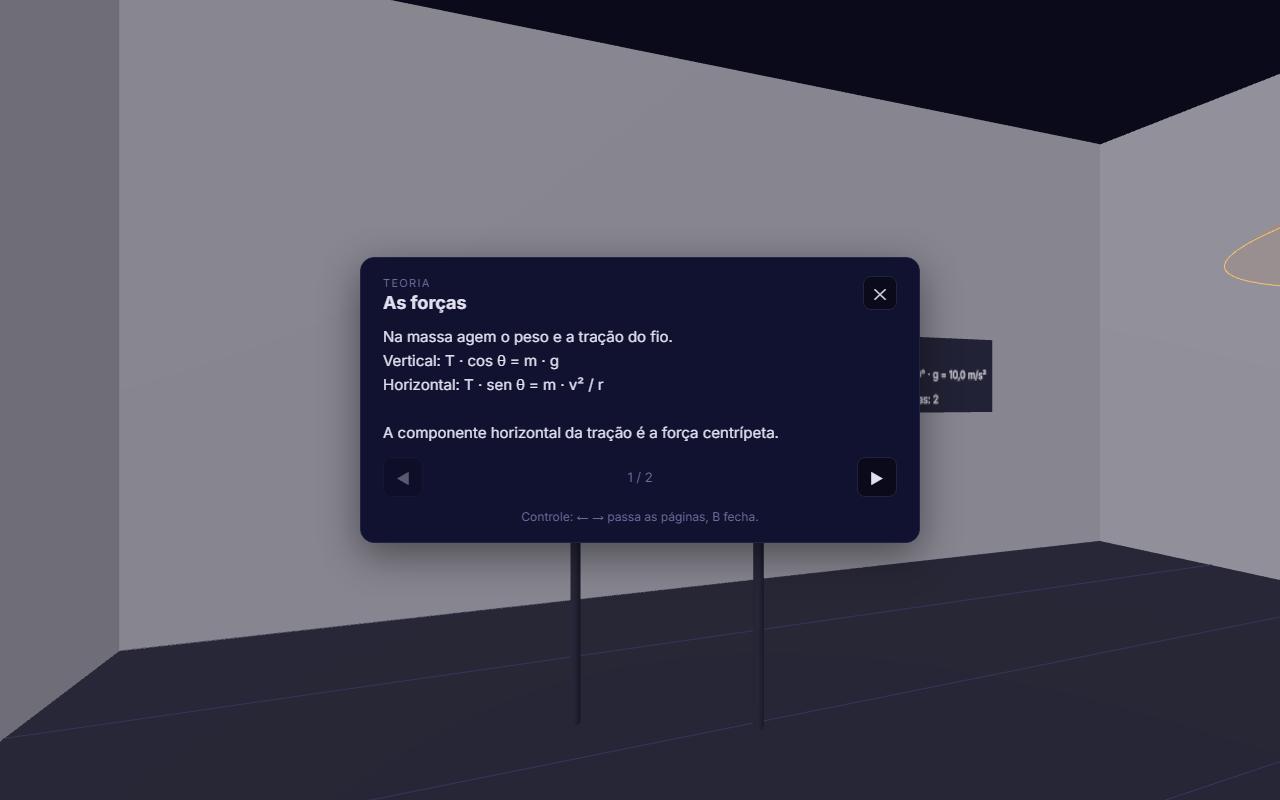 TEORIA
As forças
Na massa agem o peso e a tração do fio.
Vertical: T · cos θ = m · g
Horizontal: T · sen θ = m · v² / r
A componente horizontal da tração é a força centrípeta.
1 / 2
Controle: ← → passa as páginas, B fecha.
· g = 10,0 m/s²
2